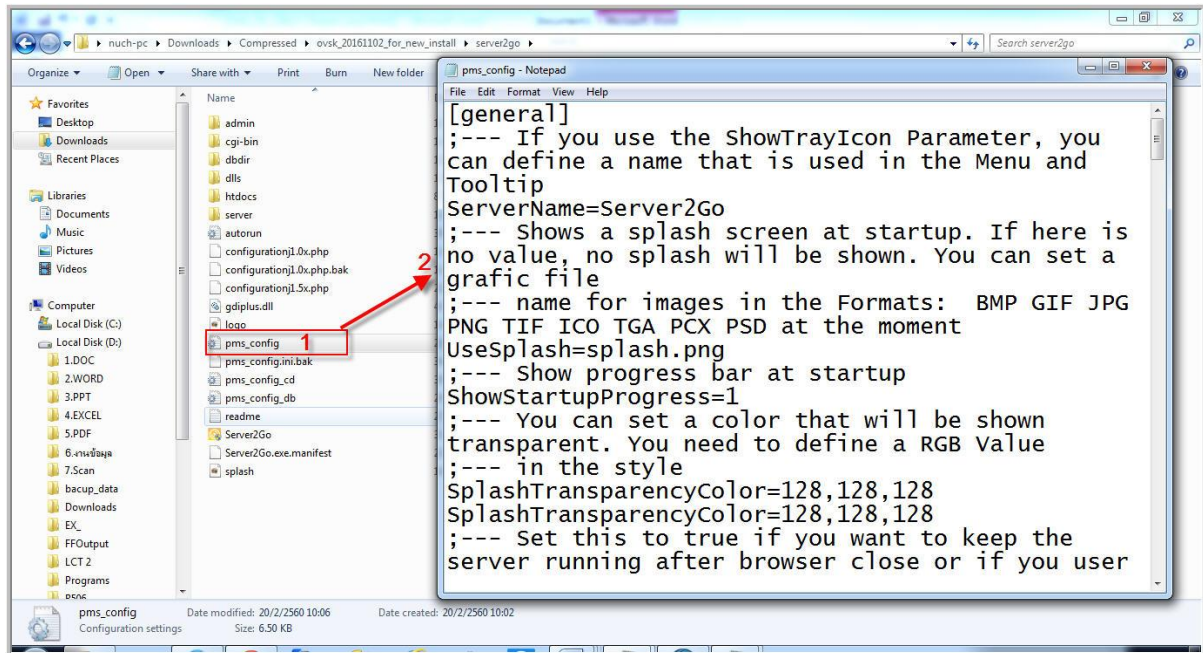 nuch-pc ▸ Downloads ▸ Compressed ▸ ovsk_20161102_for_new_install ▸ server2go ▸
Search server2go
Organize ▾ Open ▾ Share with ▾ Print Burn New folder
Favorites
Desktop
Downloads
Recent Places
Libraries
Documents
Music
Pictures
Videos
Computer
Local Disk (C:)
Local Disk (D:)
1.DOC
2.WORD
3.PPT
4.EXCEL
5.PDF
6.งานข้อมูล
7.Scan
bacup_data
Downloads
EX_
FFOutput
LCT 2
Programs
P506
Name
admin
cgi-bin
dbdir
dlls
htdocs
server
autorun
configurationj1.0x.php
configurationj1.0x.php.bak
configurationj1.5x.php
gdiplus.dll
logo
pms_config 1
pms_config.ini.bak
pms_config_cd
pms_config_db
readme
Server2Go
Server2Go.exe.manifest
splash
2
pms_config - Notepad
File Edit Format View Help
[general]
;--- If you use the ShowTrayIcon Parameter, you
can define a name that is used in the Menu and
Tooltip
ServerName=Server2Go
;--- Shows a splash screen at startup. If here is
no value, no splash will be shown. You can set a
grafic file
;--- name for images in the Formats: BMP GIF JPG
PNG TIF ICO TGA PCX PSD at the moment
UseSplash=splash.png
;--- Show progress bar at startup
ShowStartupProgress=1
;--- You can set a color that will be shown
transparent. You need to define a RGB Value
;--- in the style
SplashTransparencyColor=128,128,128
SplashTransparencyColor=128,128,128
;--- Set this to true if you want to keep the
server running after browser close or if you user
pms_config Date modified: 20/2/2560 10:06 Date created: 20/2/2560 10:02
Configuration settings Size: 6.50 KB